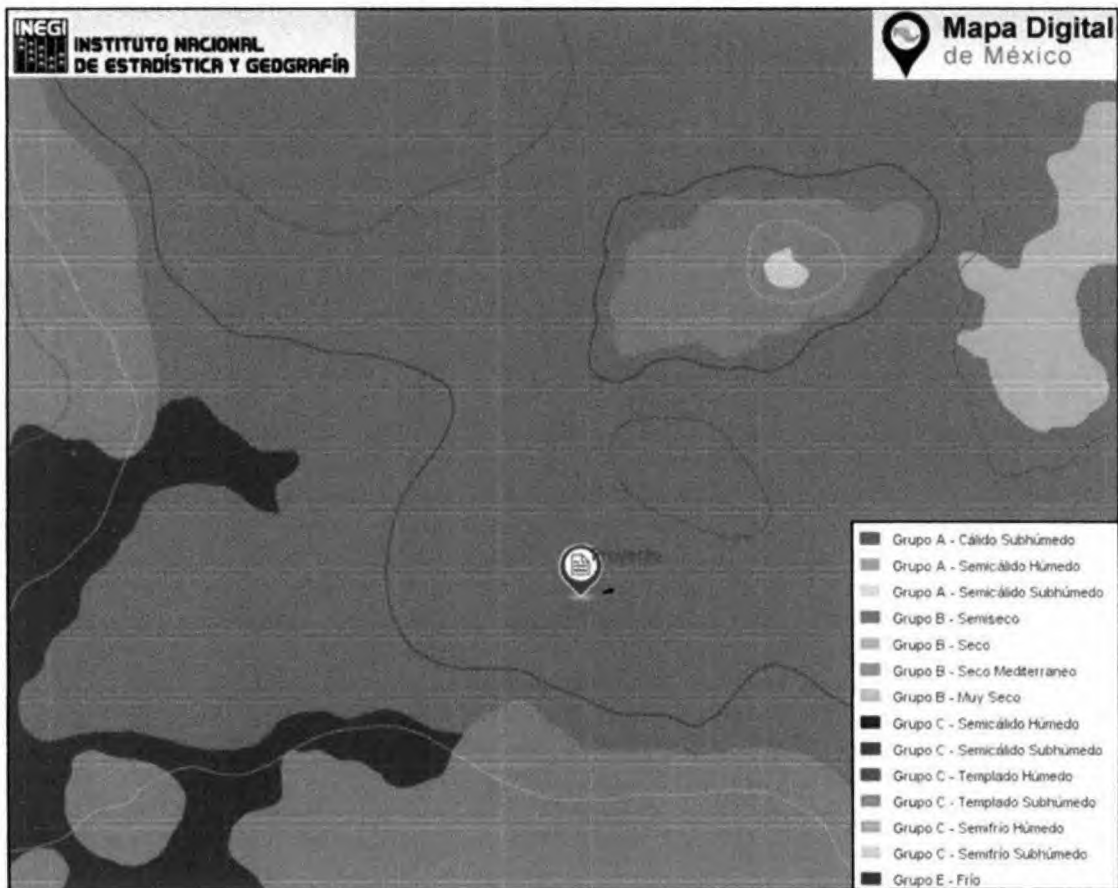 INEGI
INSTITUTO NACIONAL
DE ESTADÍSTICA Y GEOGRAFÍA
Mapa Digital
de México
Proyecto
Grupo A - Cálido Subhúmedo
Grupo A - Semicálido Húmedo
Grupo A - Semicálido Subhúmedo
Grupo B - Semiseco
Grupo B - Seco
Grupo B - Seco Mediterraneo
Grupo B - Muy Seco
Grupo C - Semicálido Húmedo
Grupo C - Semicálido Subhúmedo
Grupo C - Templado Húmedo
Grupo C - Templado Subhúmedo
Grupo C - Semifrío Húmedo
Grupo C - Semifrío Subhúmedo
Grupo E - Frío